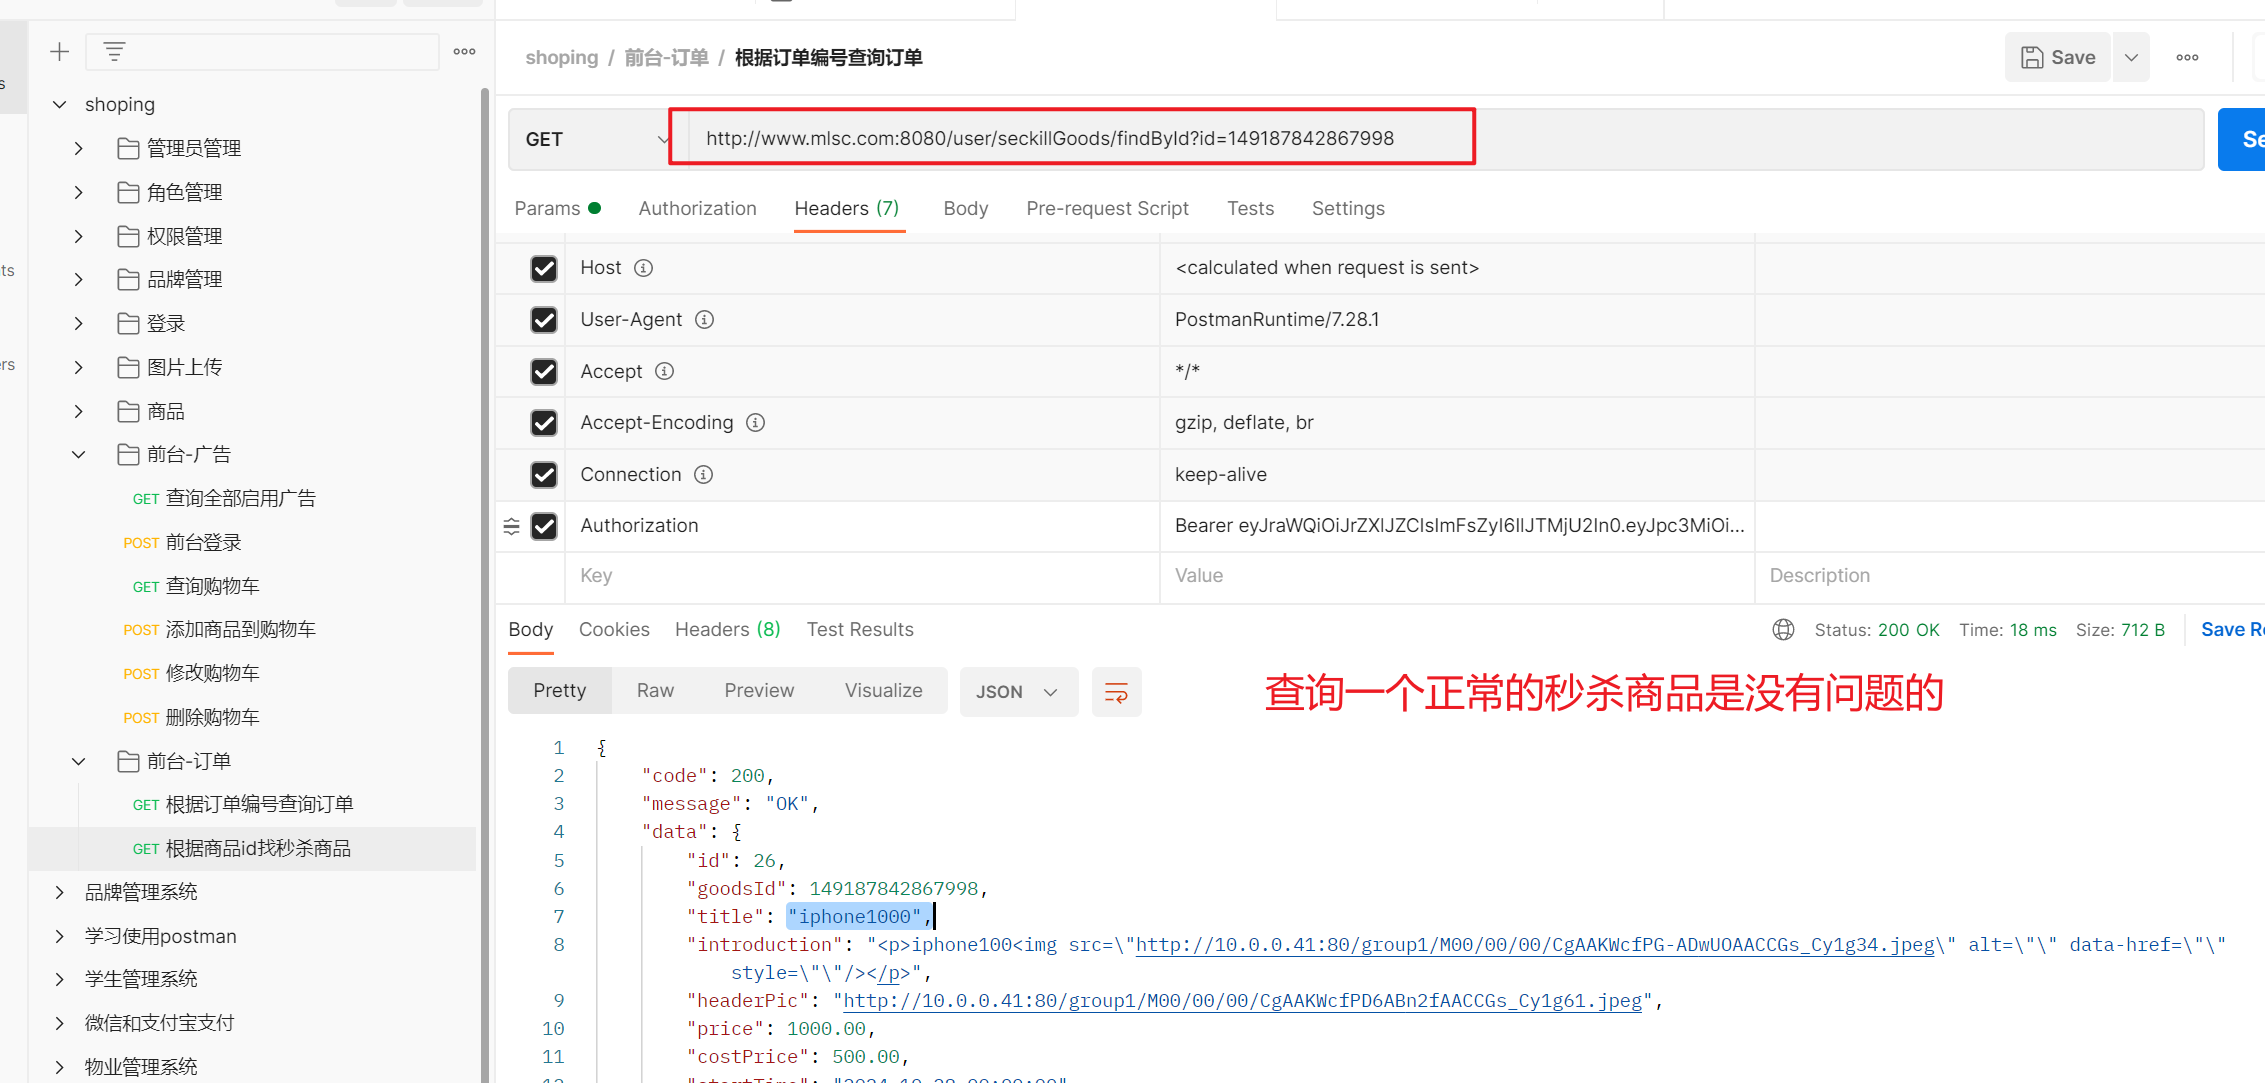 shoping / 前台-订单 / 根据订单编号查询订单
Save
s
ts
ers
shoping
管理员管理
角色管理
权限管理
品牌管理
登录
图片上传
商品
前台-广告
GET 查询全部启用广告
POST 前台登录
GET 查询购物车
POST 添加商品到购物车
POST 修改购物车
POST 删除购物车
前台-订单
GET 根据订单编号查询订单
GET 根据商品id找秒杀商品
品牌管理系统
学习使用postman
学生管理系统
微信和支付宝支付
物业管理系统
GET http://www.mlsc.com:8080/user/seckillGoods/findById?id=149187842867998
Se
Params Authorization Headers (7) Body Pre-request Script Tests Settings
Host <calculated when request is sent>
User-Agent PostmanRuntime/7.28.1
Accept */*
Accept-Encoding gzip, deflate, br
Connection keep-alive
Authorization Bearer eyJraWQiOiJrZXlJZCIsImFsZyI6IlJTMjU2In0.eyJpc3MiOi...
Key Value Description
Body Cookies Headers (8) Test Results Status: 200 OK Time: 18 ms Size: 712 B Save Re
Pretty Raw Preview Visualize JSON
查询一个正常的秒杀商品是没有问题的
1 {
2 "code": 200,
3 "message": "OK",
4 "data": {
5 "id": 26,
6 "goodsId": 149187842867998,
7 "title": "iphone1000",
8 "introduction": "<p>iphone100<img src=\"http://10.0.0.41:80/group1/M00/00/00/CgAAKWcfPG-ADwUOAACCGs_Cy1g34.jpeg\" alt=\"\" data-href=\"\"
style=\"\"/></p>",
9 "headerPic": "http://10.0.0.41:80/group1/M00/00/00/CgAAKWcfPD6ABn2fAACCGs_Cy1g61.jpeg",
10 "price": 1000.00,
11 "costPrice": 500.00,